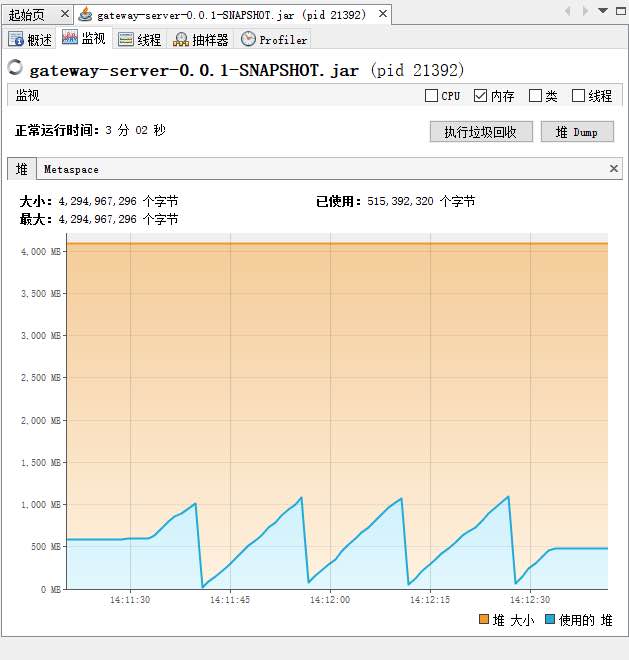 起始页 gateway-server-0.0.1-SNAPSHOT.jar (pid 21392)
概述 监视 线程 抽样器 Profiler
gateway-server-0.0.1-SNAPSHOT.jar (pid 21392)
监视 CPU 内存 类 线程
正常运行时间：3 分 02 秒 执行垃圾回收 堆 Dump
堆 Metaspace
大小：4,294,967,296 个字节 已使用：515,392,320 个字节
最大：4,294,967,296 个字节
4,000 MB
3,500 MB
3,000 MB
2,500 MB
2,000 MB
1,500 MB
1,000 MB
500 MB
0 MB
14:11:30 14:11:45 14:12:00 14:12:15 14:12:30
堆 大小 使用的 堆